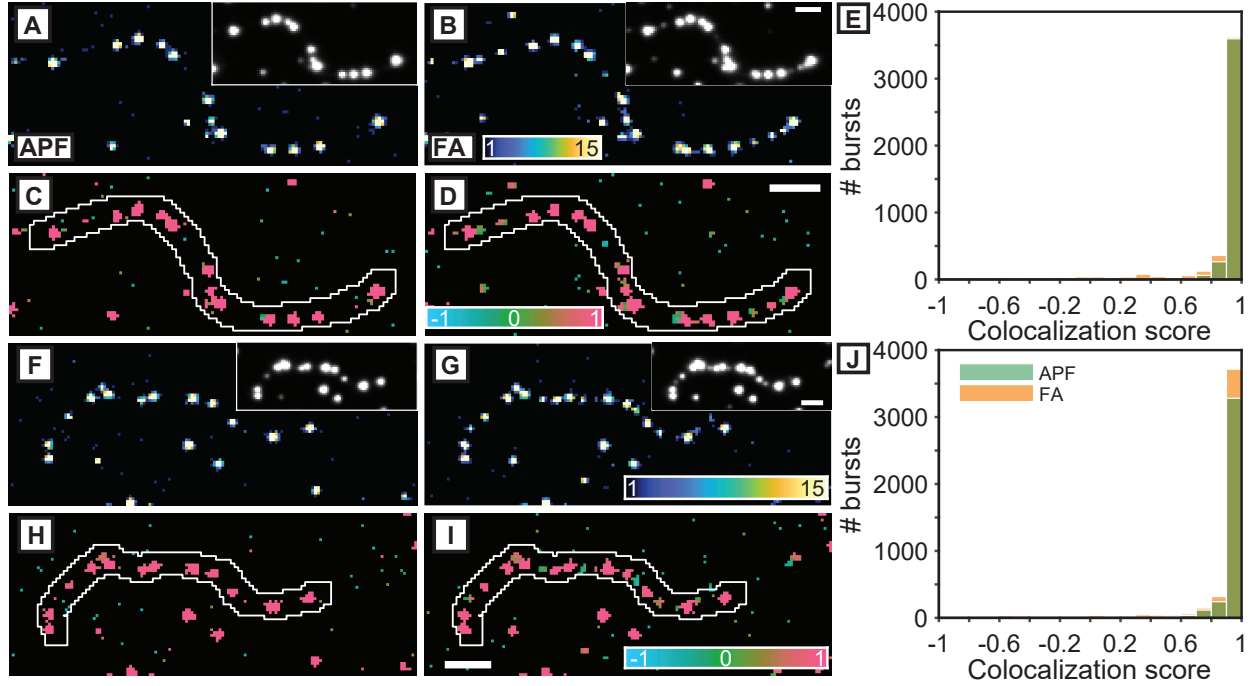 A
APF
B
FA
1 15
C
D
-1 0 1
E
# bursts
4000
3000
2000
1000
0
-1 -0.6 -0.2 0.2 0.6 1
Colocalization score
F
G
1 15
H
I
-1 0 1
J
APF
FA
# bursts
4000
3000
2000
1000
0
-1 -0.6 -0.2 0.2 0.6 1
Colocalization score